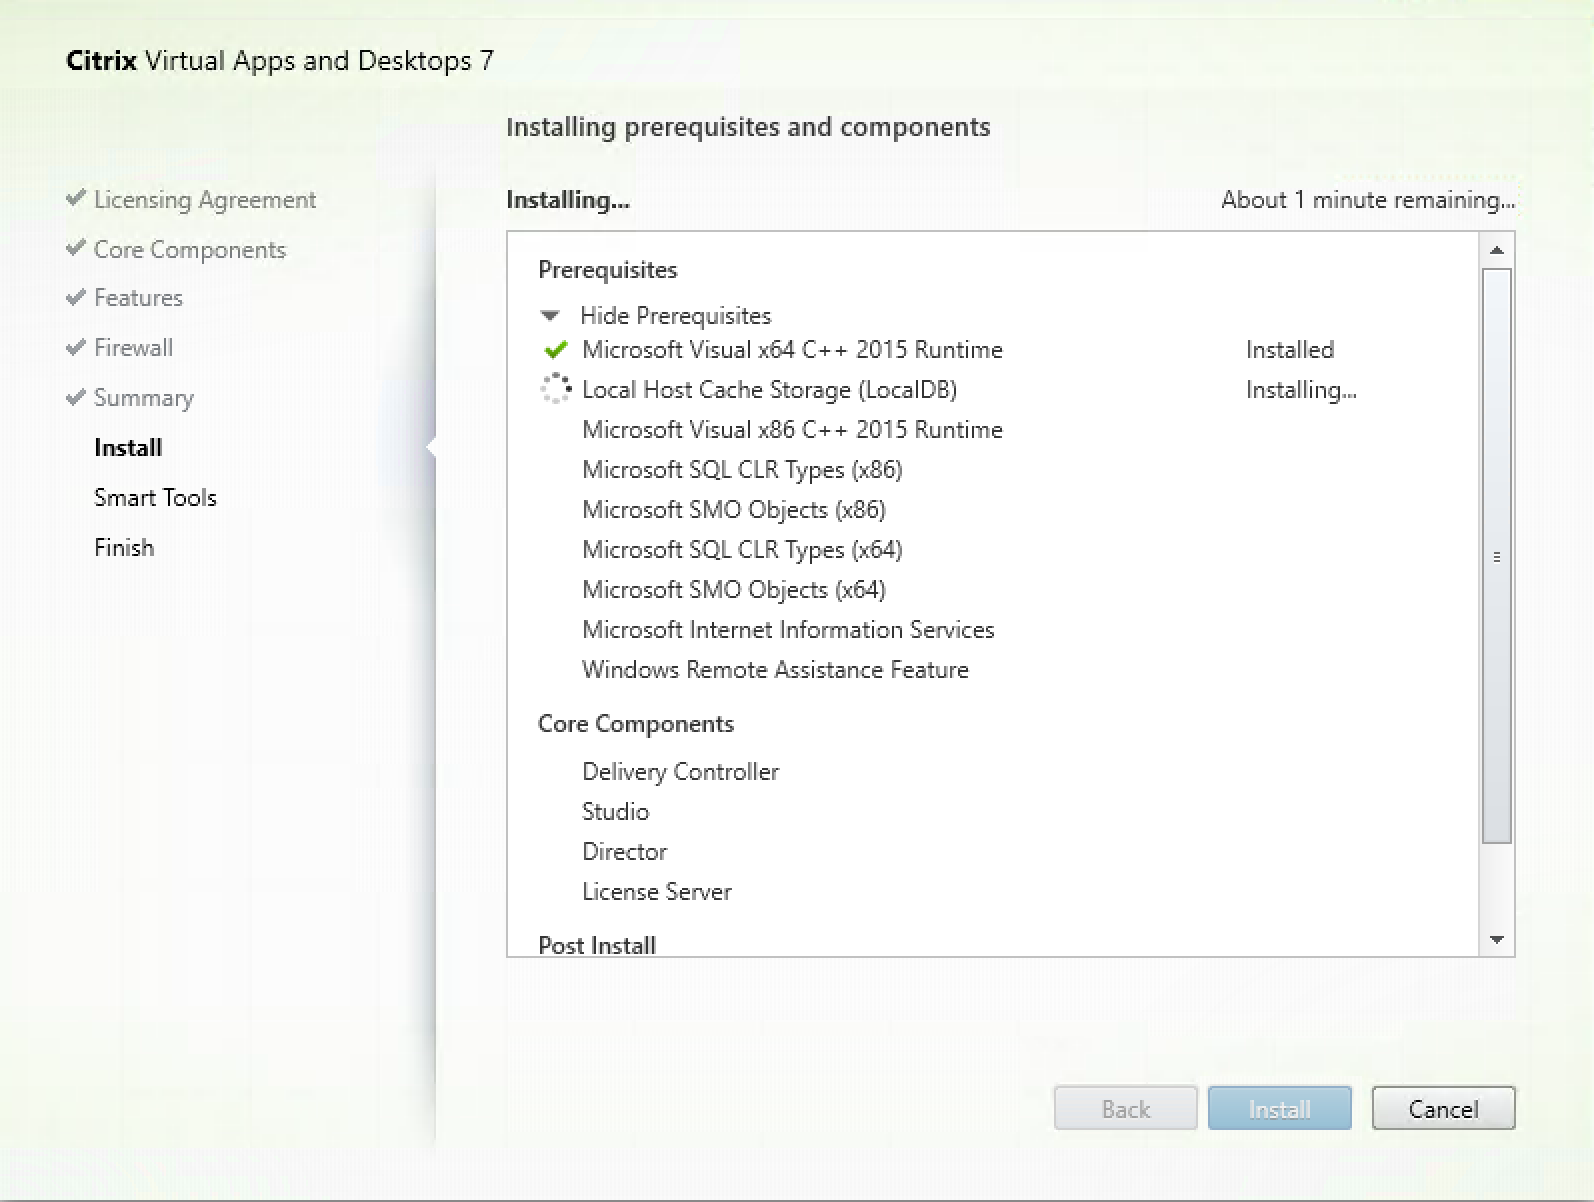 Citrix Virtual Apps and Desktops 7
Installing prerequisites and components
Licensing Agreement
Core Components
Features
Firewall
Summary
Install
Smart Tools
Finish
Installing...
About 1 minute remaining...
Prerequisites
Hide Prerequisites
Microsoft Visual x64 C++ 2015 Runtime Installed
Local Host Cache Storage (LocalDB) Installing...
Microsoft Visual x86 C++ 2015 Runtime
Microsoft SQL CLR Types (x86)
Microsoft SMO Objects (x86)
Microsoft SQL CLR Types (x64)
Microsoft SMO Objects (x64)
Microsoft Internet Information Services
Windows Remote Assistance Feature
Core Components
Delivery Controller
Studio
Director
License Server
Post Install
Back
Install
Cancel